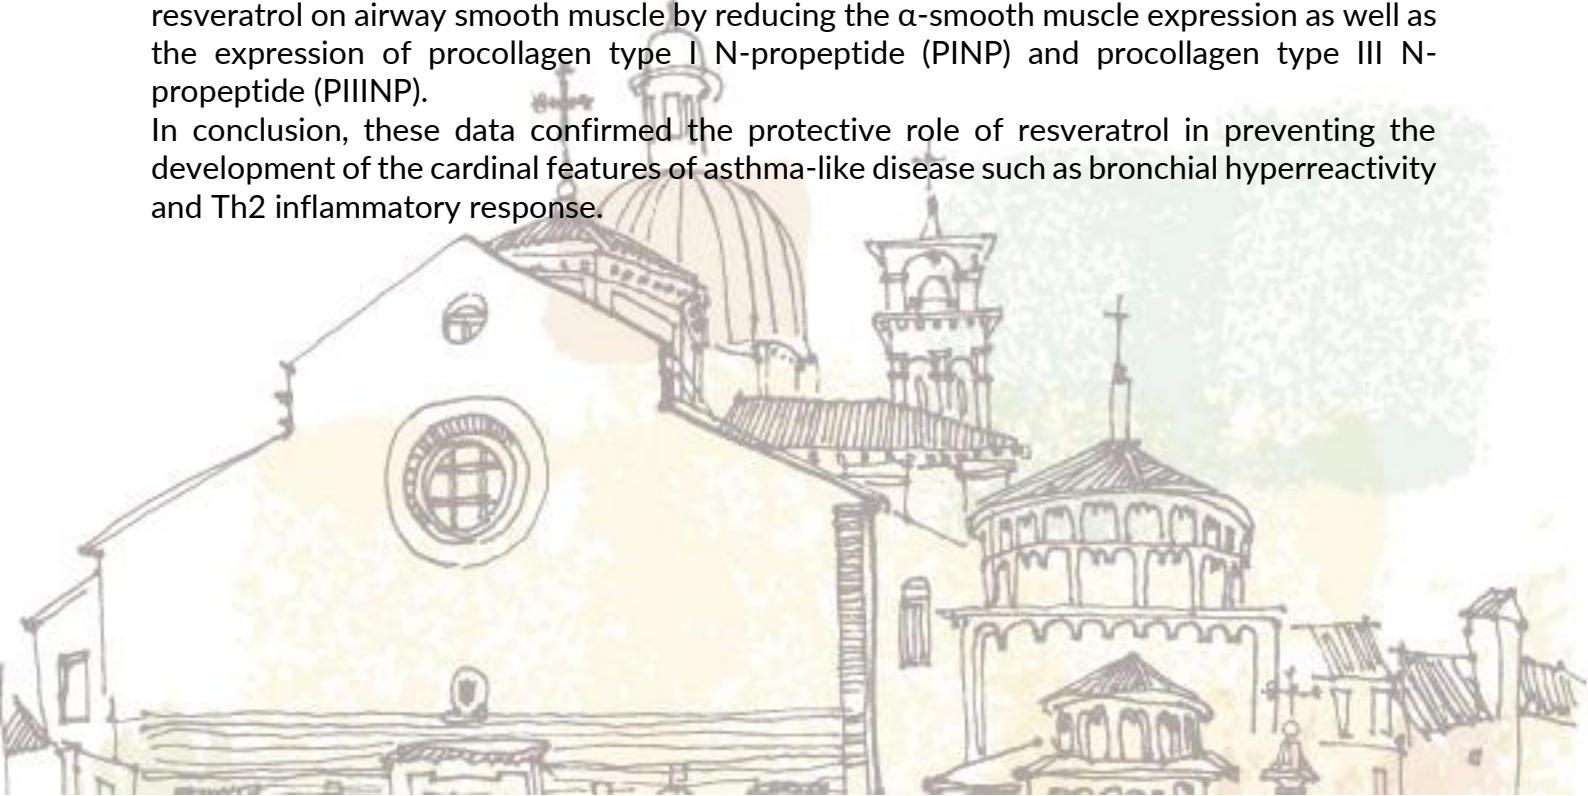 resveratrol on airway smooth muscle by reducing the α-smooth muscle expression as well as
the expression of procollagen type I N-propeptide (PINP) and procollagen type III N-
propeptide (PIIINP).
In conclusion, these data confirmed the protective role of resveratrol in preventing the
development of the cardinal features of asthma-like disease such as bronchial hyperreactivity
and Th2 inflammatory response.